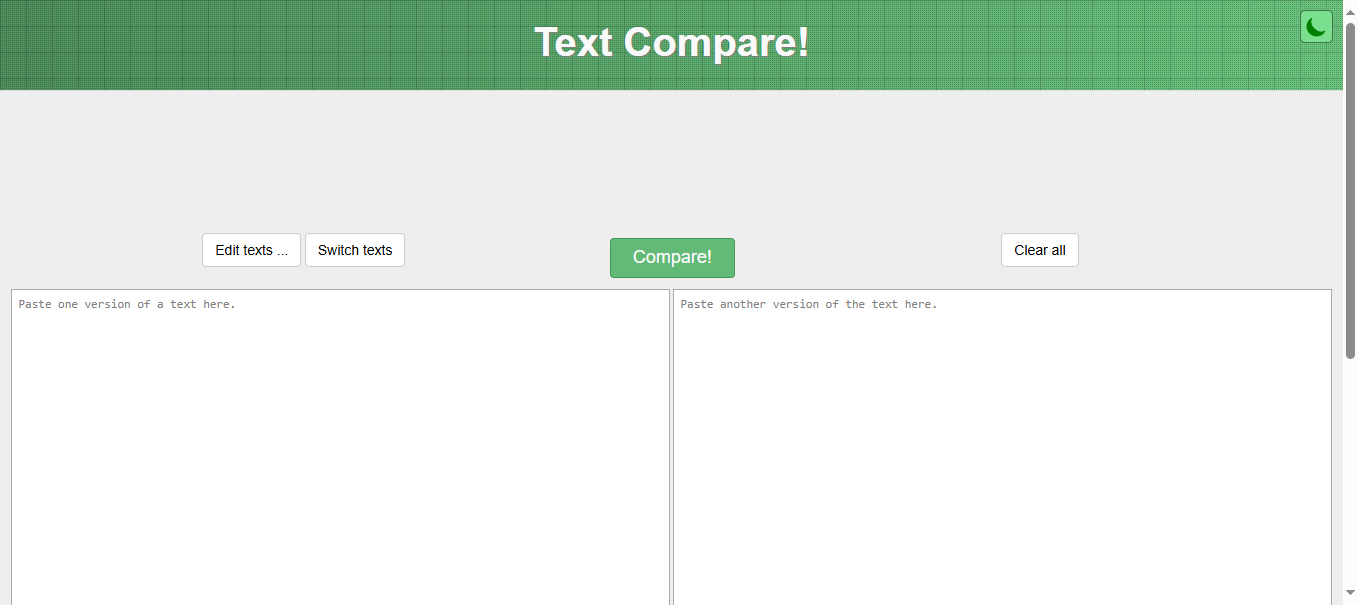 Text Compare!
Edit texts ... Switch texts Compare! Clear all
Paste one version of a text here. Paste another version of the text here.